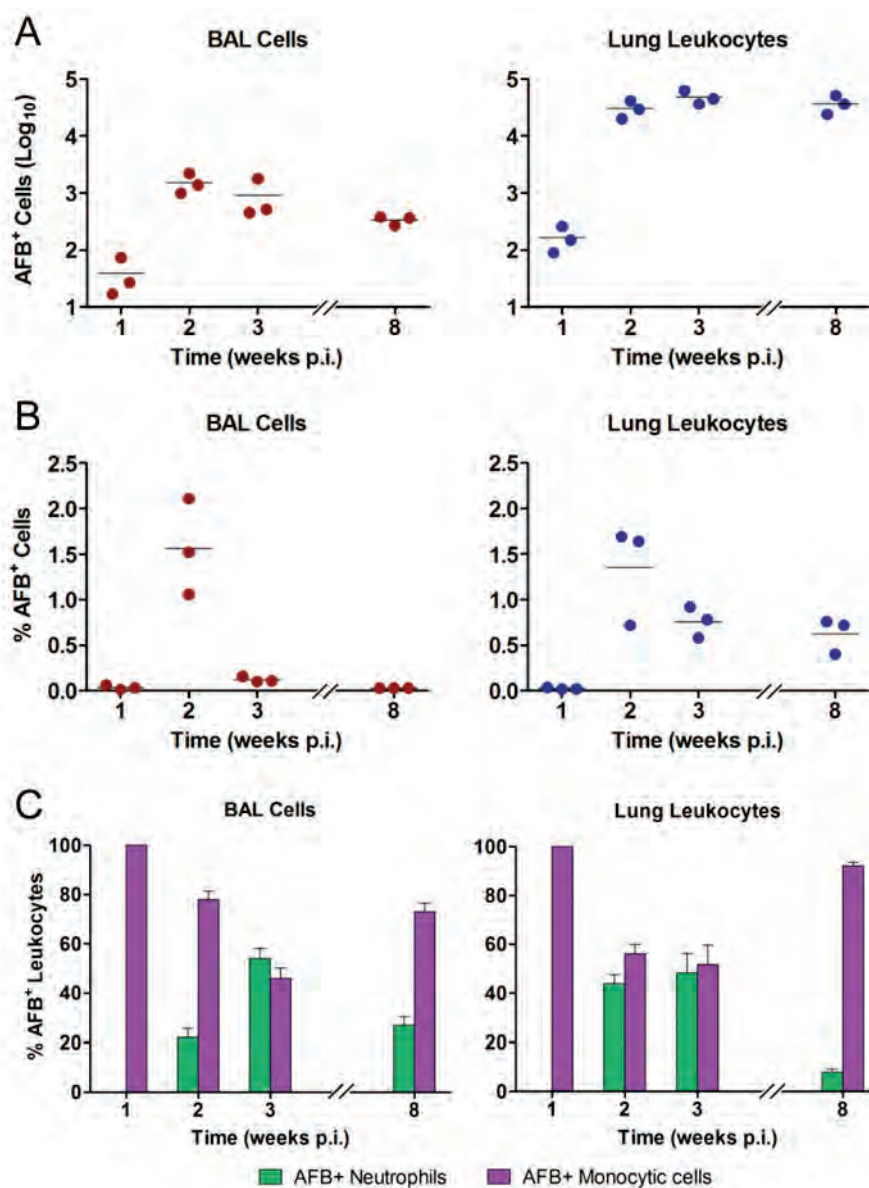 A
BAL Cells
Lung Leukocytes
AFB⁺ Cells (Log₁₀)
5
4
3
2
1
1 2 3 8
Time (weeks p.i.)
5
4
3
2
1
1 2 3 8
Time (weeks p.i.)
B
BAL Cells
Lung Leukocytes
% AFB⁺ Cells
2.5
2.0
1.5
1.0
0.5
0.0
1 2 3 8
Time (weeks p.i.)
2.5
2.0
1.5
1.0
0.5
0.0
1 2 3 8
Time (weeks p.i.)
C
BAL Cells
Lung Leukocytes
% AFB⁺ Leukocytes
100
80
60
40
20
0
1 2 3 8
Time (weeks p.i.)
100
80
60
40
20
0
1 2 3 8
Time (weeks p.i.)
AFB+ Neutrophils
AFB+ Monocytic cells